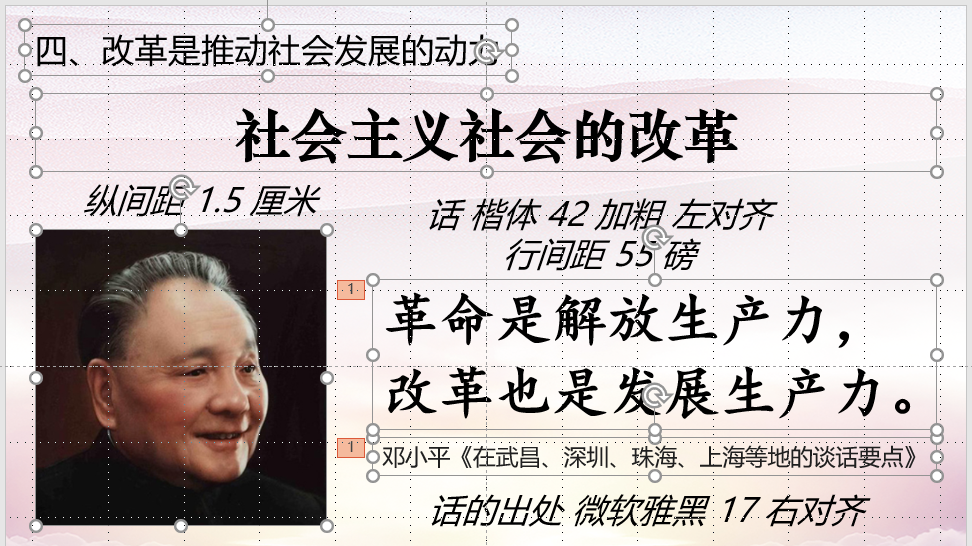 四、改革是推动社会发展的动力
社会主义社会的改革
纵间距 1.5 厘米
话 楷体 42 加粗 左对齐
行间距 55 磅
1
革命是解放生产力，
改革也是发展生产力。
1
邓小平《在武昌、深圳、珠海、上海等地的谈话要点》
话的出处 微软雅黑 17 右对齐